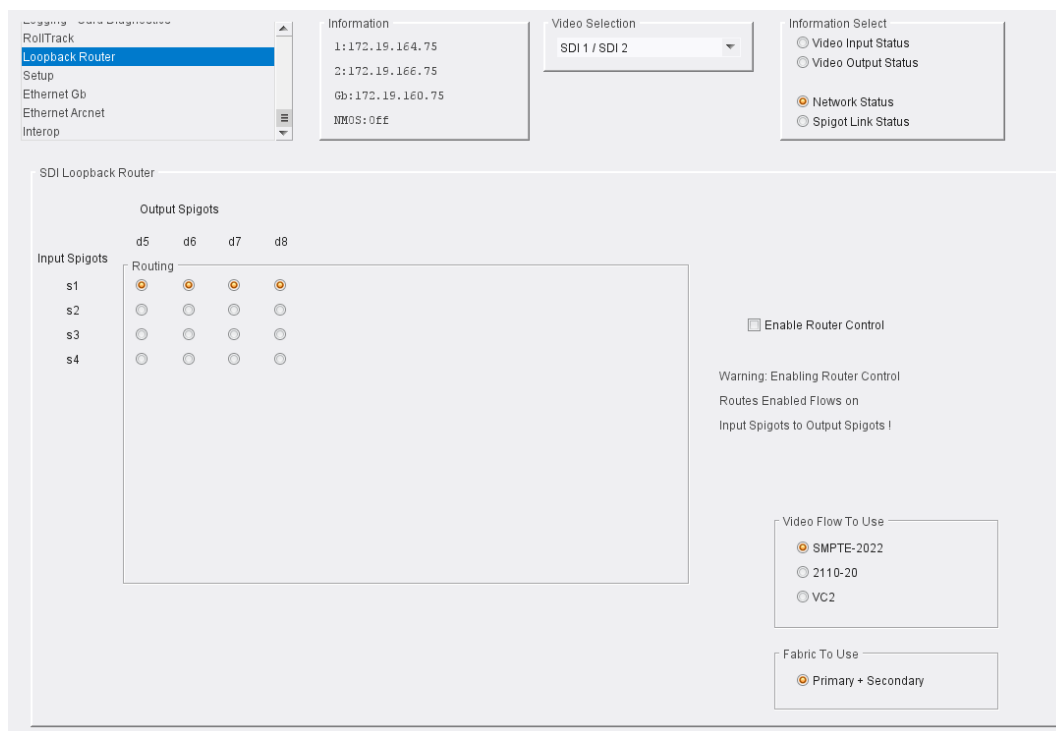 RollTrack
Loopback Router
Setup
Ethernet Gb
Ethernet Arcnet
Interop
Information
1:172.19.164.75
2:172.19.166.75
Gb:172.19.160.75
NMOS:Off
Video Selection
SDI 1 / SDI 2
Information Select
Video Input Status
Video Output Status
Network Status
Spigot Link Status
SDI Loopback Router
Output Spigots
d5 d6 d7 d8
Input Spigots
Routing
s1
s2
s3
s4
Enable Router Control
Warning: Enabling Router Control
Routes Enabled Flows on
Input Spigots to Output Spigots !
Video Flow To Use
SMPTE-2022
2110-20
VC2
Fabric To Use
Primary + Secondary